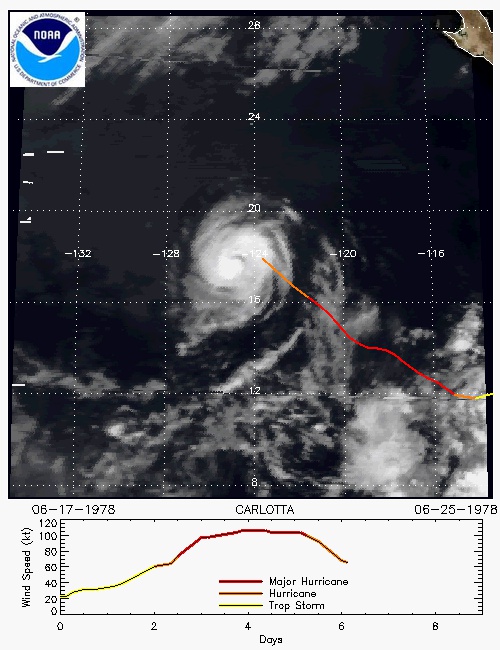 NATIONAL OCEANIC AND ATMOSPHERIC ADMINISTRATION
NOAA
U.S. DEPARTMENT OF COMMERCE
28
24
20
-132 -128 -124 -120 -116
16
12
8
06-17-1978 CARLOTTA 06-25-1978
Wind Speed (kt)
120
100
80
60
40
20
0
Major Hurricane
Hurricane
Trop Storm
0 2 4 6 8
Days